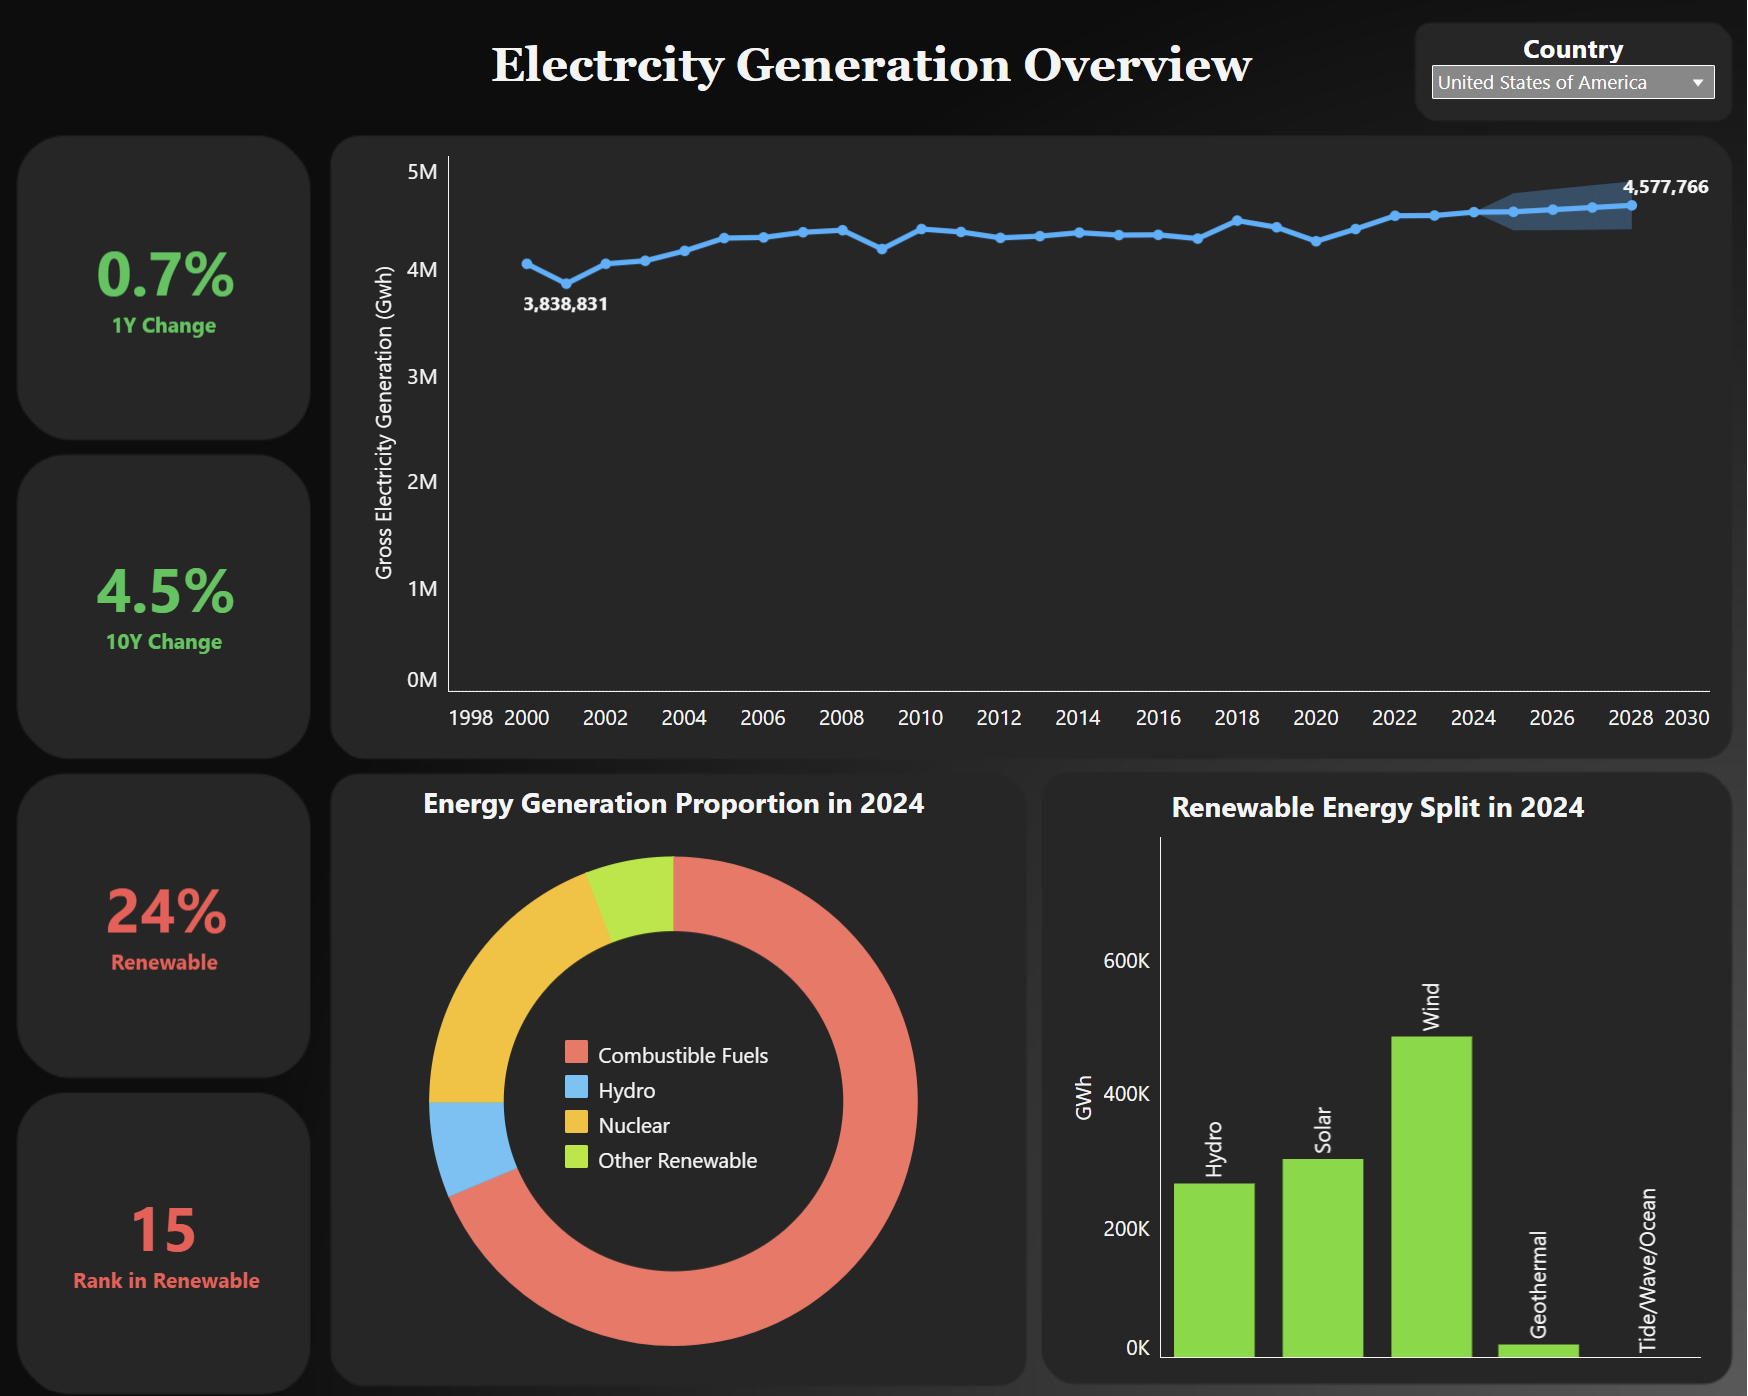 Electrcity Generation Overview
Country
United States of America
0.7%
1Y Change
4.5%
10Y Change
24%
Renewable
15
Rank in Renewable
Gross Electricity Generation (Gwh)
5M
4M
3M
2M
1M
0M
4,577,766
3,838,831
1998 2000 2002 2004 2006 2008 2010 2012 2014 2016 2018 2020 2022 2024 2026 2028 2030
Energy Generation Proportion in 2024
Combustible Fuels
Hydro
Nuclear
Other Renewable
Renewable Energy Split in 2024
GWh
600K
400K
200K
0K
Hydro
Solar
Wind
Geothermal
Tide/Wave/Ocean